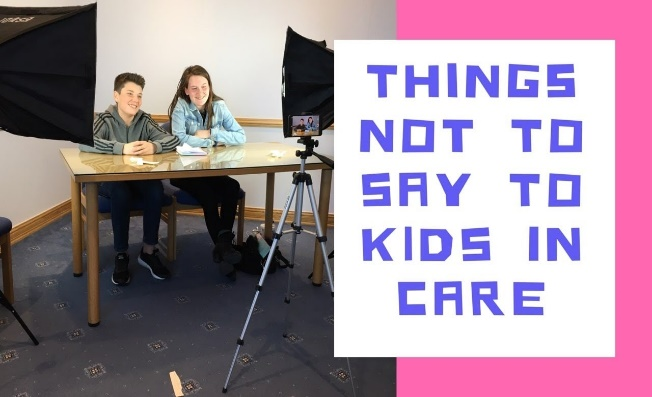 THINGS
NOT TO
SAY TO
KIDS IN
CARE